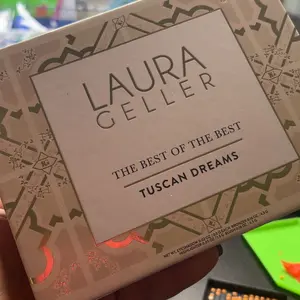 LAURA
GELLER
THE BEST OF THE BEST
TUSCAN DREAMS